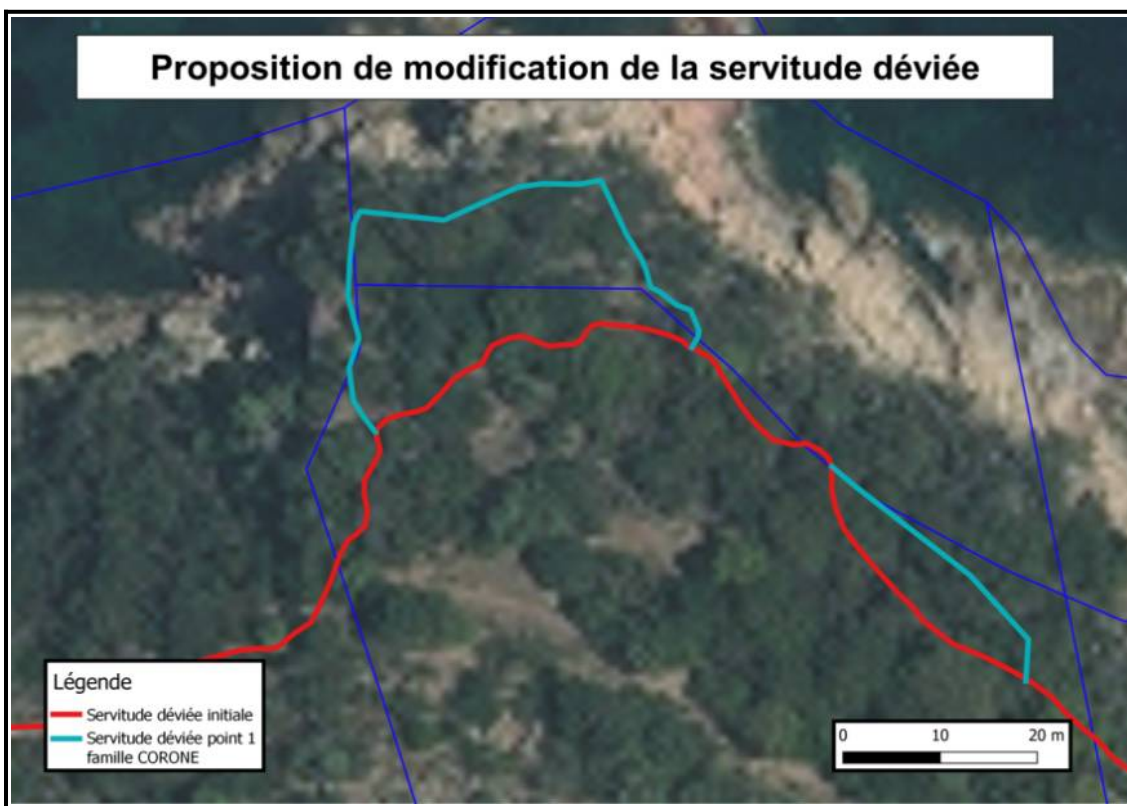 Proposition de modification de la servitude déviée
Légende
Servitude déviée initiale
Servitude déviée point 1
famille CORONE
0 10 20 m